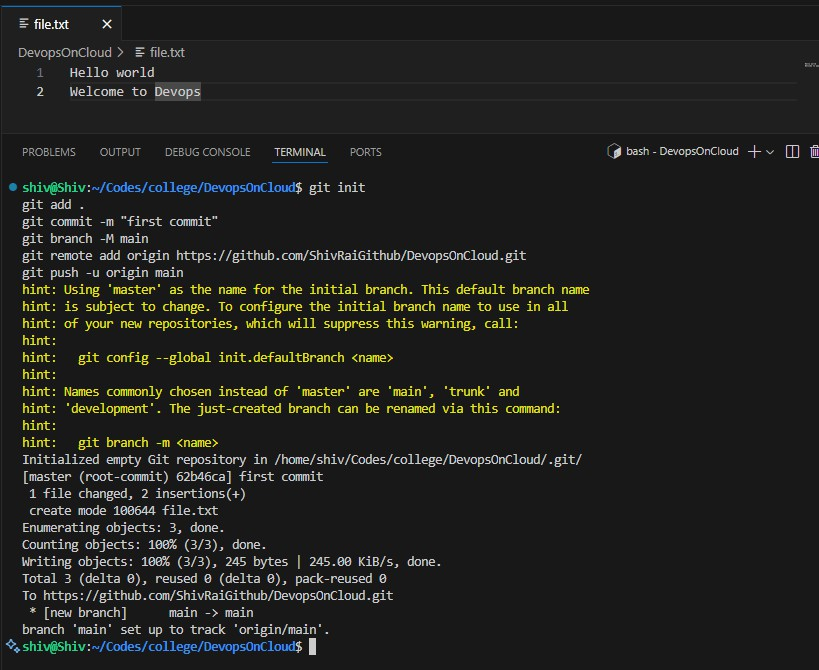 file.txt
DevopsOnCloud > file.txt
1 Hello world
2 Welcome to Devops
PROBLEMS OUTPUT DEBUG CONSOLE TERMINAL PORTS bash - DevopsOnCloud
shiv@Shiv:~/Codes/college/DevopsOnCloud$ git init
git add .
git commit -m "first commit"
git branch -M main
git remote add origin https://github.com/ShivRaiGithub/DevopsOnCloud.git
git push -u origin main
hint: Using 'master' as the name for the initial branch. This default branch name
hint: is subject to change. To configure the initial branch name to use in all
hint: of your new repositories, which will suppress this warning, call:
hint:
hint:   git config --global init.defaultBranch <name>
hint:
hint: Names commonly chosen instead of 'master' are 'main', 'trunk' and
hint: 'development'. The just-created branch can be renamed via this command:
hint:
hint:   git branch -m <name>
Initialized empty Git repository in /home/shiv/Codes/college/DevopsOnCloud/.git/
[master (root-commit) 62b46ca] first commit
 1 file changed, 2 insertions(+)
 create mode 100644 file.txt
Enumerating objects: 3, done.
Counting objects: 100% (3/3), done.
Writing objects: 100% (3/3), 245 bytes | 245.00 KiB/s, done.
Total 3 (delta 0), reused 0 (delta 0), pack-reused 0
To https://github.com/ShivRaiGithub/DevopsOnCloud.git
 * [new branch]      main -> main
branch 'main' set up to track 'origin/main'.
shiv@Shiv:~/Codes/college/DevopsOnCloud$